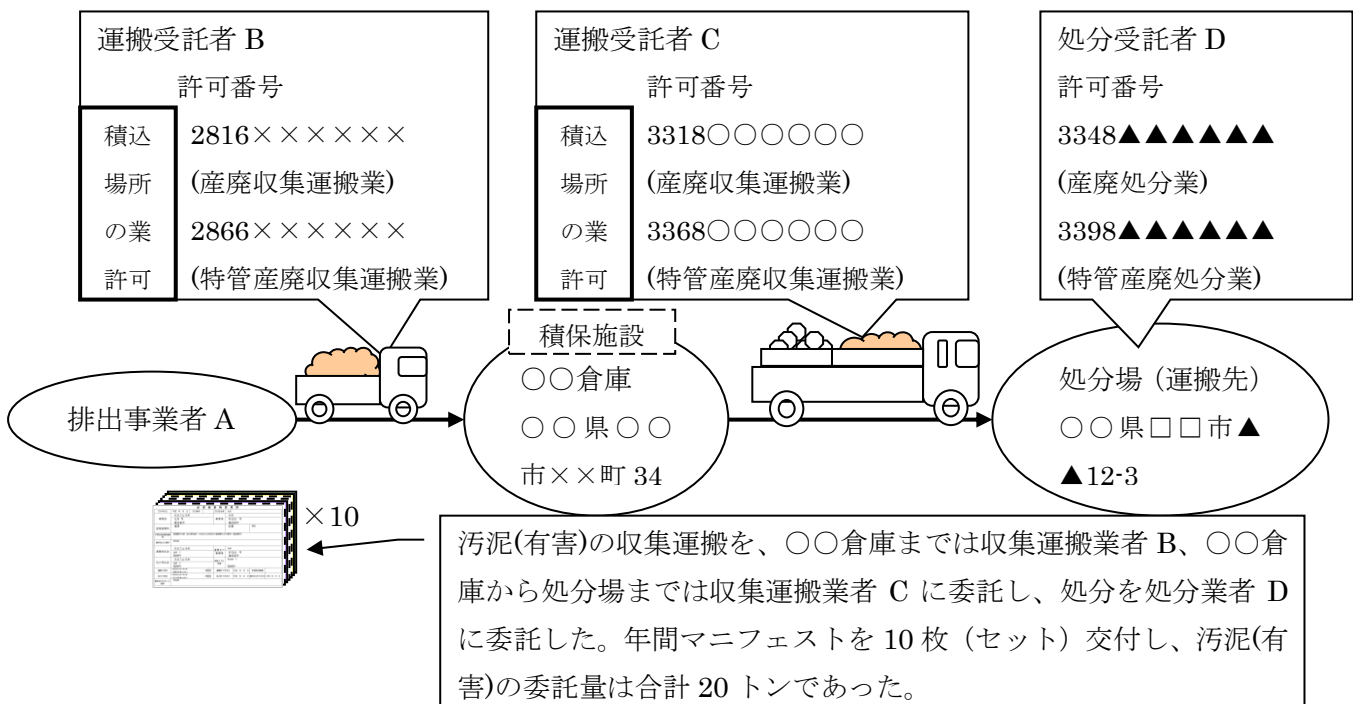 運搬受託者 B
許可番号
積込
場所
の業
許可
2816××××××
(産廃収集運搬業)
2866××××××
(特管産廃収集運搬業)
運搬受託者 C
許可番号
積込
場所
の業
許可
3318○○○○○○
(産廃収集運搬業)
3368○○○○○○
(特管産廃収集運搬業)
処分受託者 D
許可番号
3348▲▲▲▲▲▲
(産廃処分業)
3398▲▲▲▲▲▲
(特管産廃処分業)
排出事業者 A
積保施設
○○倉庫
○○県○○
市××町 34
処分場（運搬先）
○○県□□市▲
▲12-3
×10
汚泥(有害)の収集運搬を、○○倉庫までは収集運搬業者 B、○○倉
庫から処分場までは収集運搬業者 C に委託し、処分を処分業者 D
に委託した。年間マニフェストを 10 枚（セット）交付し、汚泥(有
害)の委託量は合計 20 トンであった。